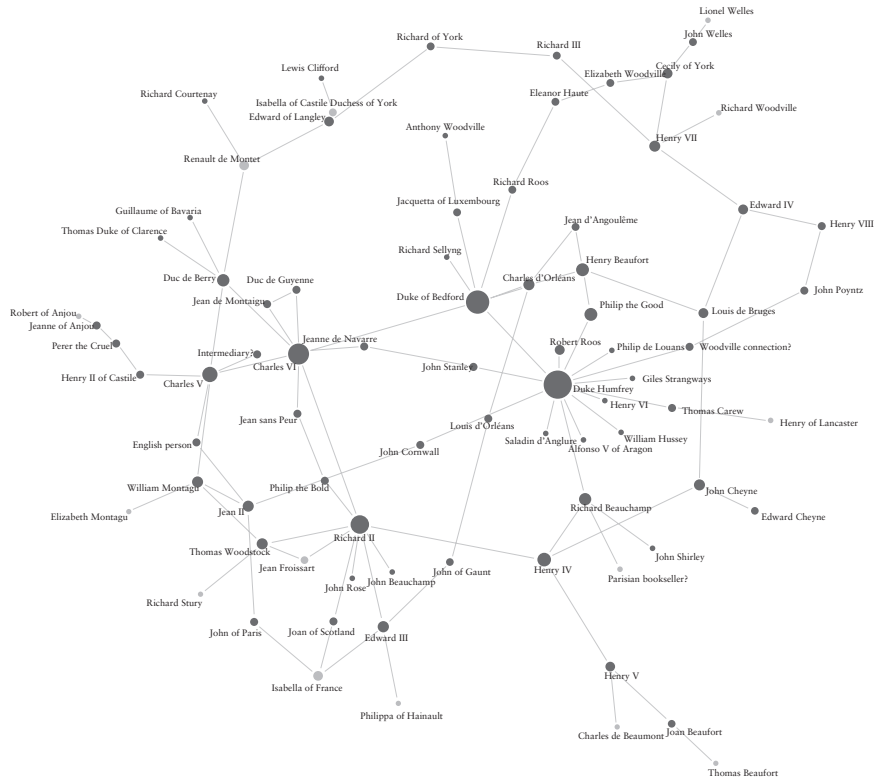 Lionel Welles
John Welles
Richard of York
Richard III
Cecily of York
Lewis Clifford
Elizabeth Woodville
Richard Courtenay
Eleanor Haute
Isabella of Castile Duchess of York
Richard Woodville
Edward of Langley
Anthony Woodville
Henry VII
Renault de Montet
Richard Roos
Jacquetta of Luxembourg
Edward IV
Guillaume of Bavaria
Jean d'Angoulême
Henry VIII
Thomas Duke of Clarence
Richard Sellyng
Henry Beaufort
Duc de Berry
Duc de Guyenne
Charles d'Orléans
John Poyntz
Jean de Montaigu
Duke of Bedford
Philip the Good
Louis de Bruges
Robert of Anjou
Jeanne of Anjou
Jeanne de Navarre
Robert Roos
Perer the Cruel
Intermediary?
Philip de Louans
Woodville connection?
Charles VI
John Stanley
Henry II of Castile
Charles V
Giles Strangways
Duke Humfrey
Henry VI
Thomas Carew
Jean sans Peur
Louis d'Orléans
Henry of Lancaster
English person
Saladin d'Anglure
William Hussey
John Cornwall
Alfonso V of Aragon
William Montagu
Philip the Bold
John Cheyne
Elizabeth Montagu
Jean II
Richard Beauchamp
Edward Cheyne
Richard II
Thomas Woodstock
John Shirley
Jean Froissart
John of Gaunt
Henry IV
John Rose
John Beauchamp
Parisian bookseller?
Richard Stury
John of Paris
Joan of Scotland
Edward III
Henry V
Isabella of France
Philippa of Hainault
Charles de Beaumont
Joan Beaufort
Thomas Beaufort